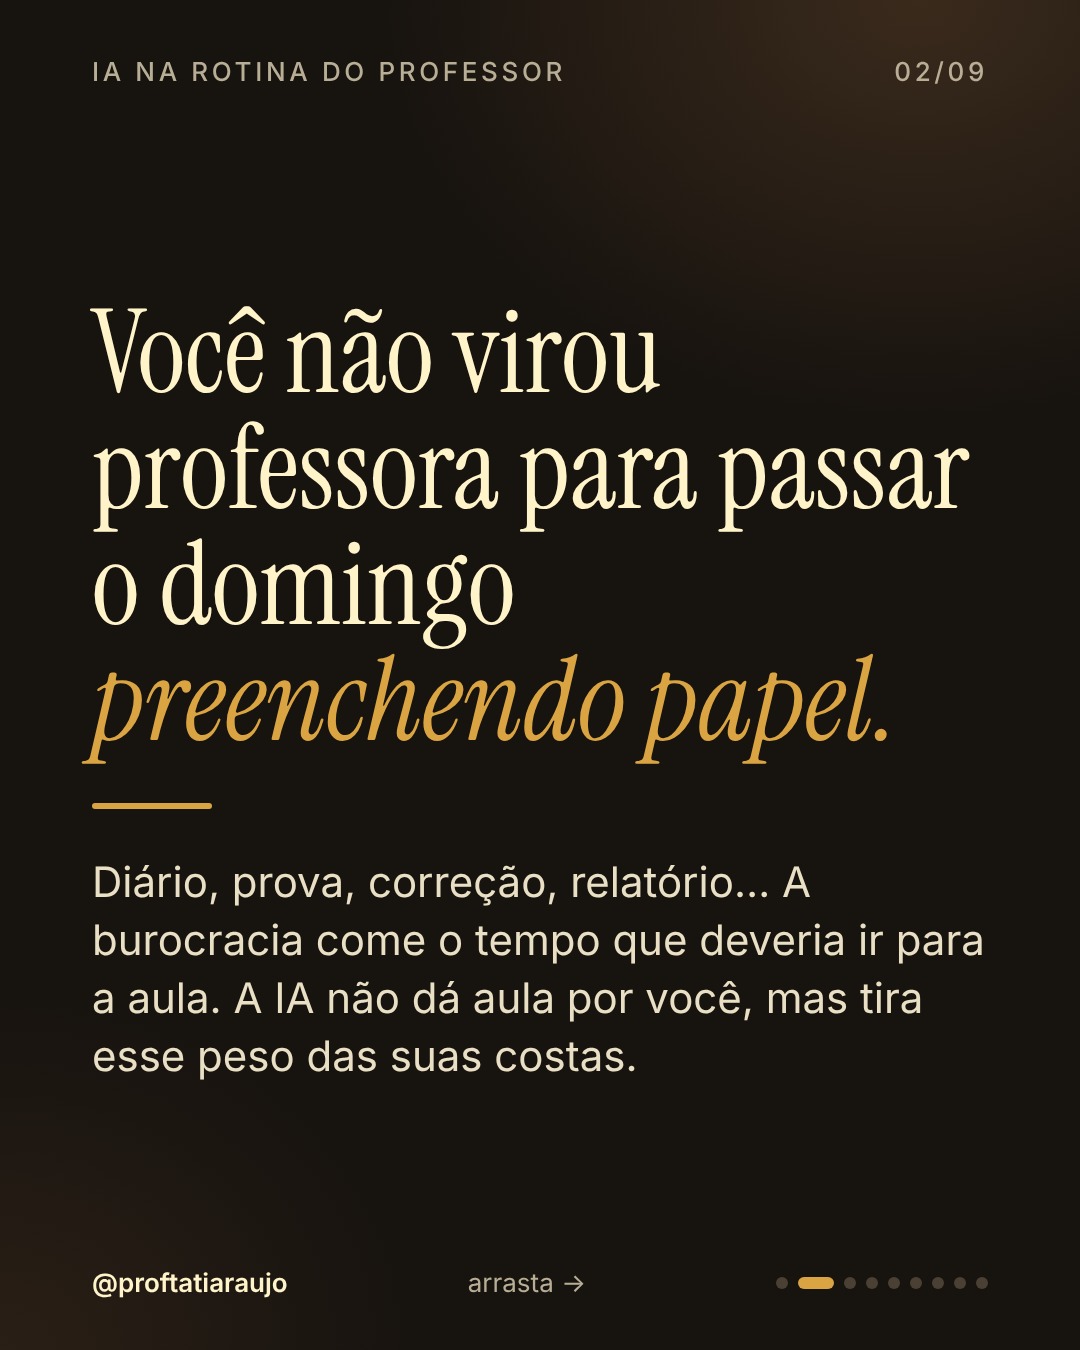 IA NA ROTINA DO PROFESSOR
02/09
Você não virou
professora para passar
o domingo
preenchendo papel.
Diário, prova, correção, relatório... A
burocracia come o tempo que deveria ir para
a aula. A IA não dá aula por você, mas tira
esse peso das suas costas.
@proftatiaraujo
arrasta →